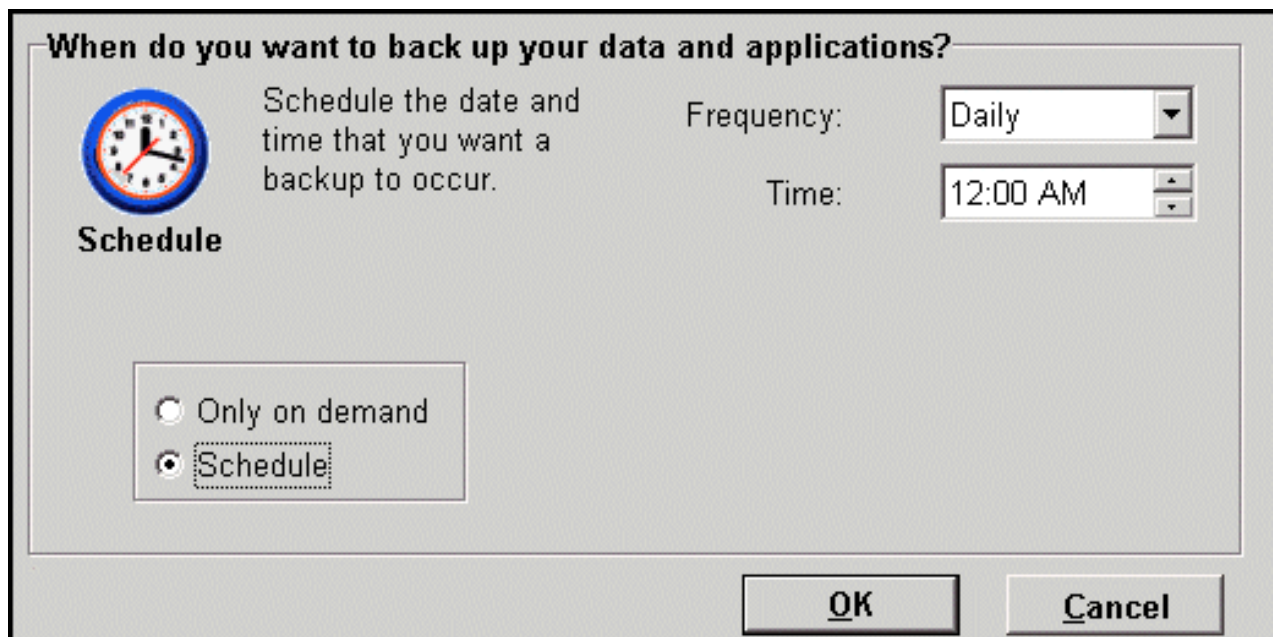 When do you want to back up your data and applications?
Schedule the date and
time that you want a
backup to occur.
Schedule
Frequency:
Daily
Time:
12:00 AM
Only on demand
Schedule
OK
Cancel